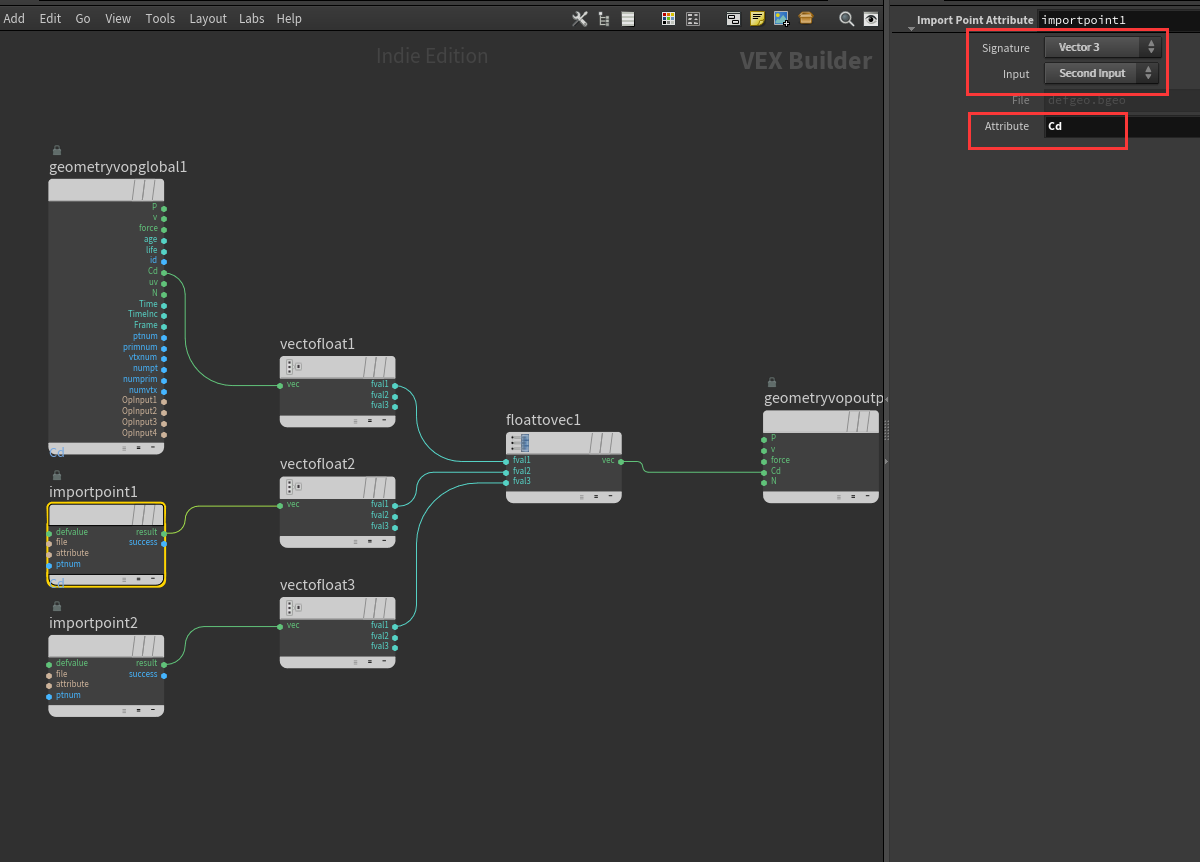 Add Edit Go View Tools Layout Labs Help
Indie Edition
VEX Builder
geometryvopglobal1
P
v
force
age
life
id
Cd
uv
N
Time
TimeInc
Frame
ptnum
primnum
vtxnum
numpt
numprim
numvtx
OpInput1
OpInput2
OpInput3
OpInput4
Cd
importpoint1
defvalue result
file success
attribute
ptnum
Cd
importpoint2
defvalue result
file success
attribute
ptnum
vectofloat1
vec fval1
fval2
fval3
vectofloat2
vec fval1
fval2
fval3
vectofloat3
vec fval1
fval2
fval3
floattovec1
fval1 vec
fval2
fval3
geometryvopoutp
P
v
force
Cd
N
Import Point Attribute importpoint1
Signature Vector 3
Input Second Input
File defgeo.bgeo
Attribute Cd